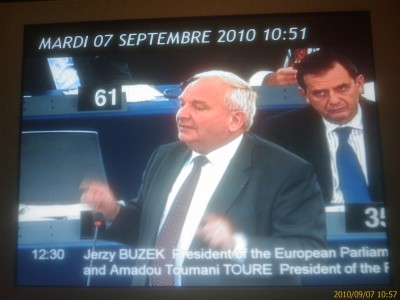 MARDI 07 SEPTEMBRE 2010 10:51
61
35
12:30 Jerzy BUZEK President of the European Parliam
and Amadou Toumani TOURE President of the R
2010/09/07 10:57